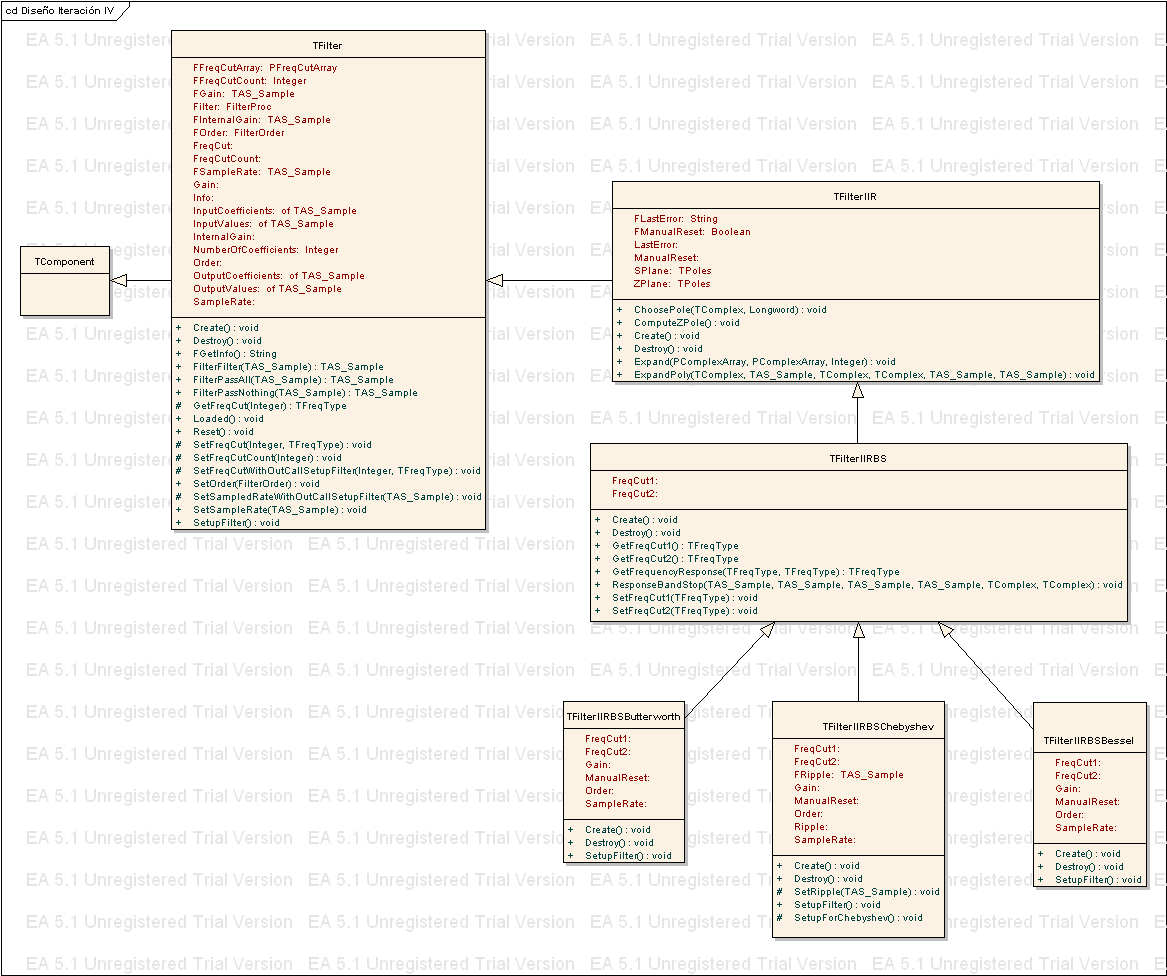 cd Diseño Iteración IV
EA 5.1 Unregistered Trial Version
TFilter
FFreqCutArray: PFreqCutArray
FFreqCutCount: Integer
FGain: TAS_Sample
Filter: FilterProc
FInternalGain: TAS_Sample
FOrder: FilterOrder
FreqCut:
FreqCutCount:
FSampleRate: TAS_Sample
Gain:
Info:
InputCoefficients: of TAS_Sample
InputValues: of TAS_Sample
InternalGain:
NumberOfCoefficients: Integer
Order:
OutputCoefficients: of TAS_Sample
OutputValues: of TAS_Sample
SampleRate:
+ Create() : void
+ Destroy() : void
+ FGetInfo() : String
+ FilterFilter(TAS_Sample) : TAS_Sample
+ FilterPassAll(TAS_Sample) : TAS_Sample
+ FilterPassNothing(TAS_Sample) : TAS_Sample
# GetFreqCut(Integer) : TFreqType
+ Loaded() : void
+ Reset() : void
# SetFreqCut(Integer, TFreqType) : void
# SetFreqCutCount(Integer) : void
# SetFreqCutWithOutCallSetupFilter(Integer, TFreqType) : void
+ SetOrder(FilterOrder) : void
# SetSampledRateWithOutCallSetupFilter(TAS_Sample) : void
+ SetSampleRate(TAS_Sample) : void
+ SetupFilter() : void
TComponent
TFilterIIR
FLastError: String
FManualReset: Boolean
LastError:
ManualReset:
SPlane: TPoles
ZPlane: TPoles
+ ChoosePole(TComplex, Longword) : void
+ ComputeZPole() : void
+ Create() : void
+ Destroy() : void
+ Expand(PComplexArray, PComplexArray, Integer) : void
+ ExpandPoly(TComplex, TAS_Sample, TComplex, TComplex, TAS_Sample, TAS_Sample) : void
TFilterIIRBS
FreqCut1:
FreqCut2:
+ Create() : void
+ Destroy() : void
+ GetFreqCut1() : TFreqType
+ GetFreqCut2() : TFreqType
+ GetFrequencyResponse(TFreqType, TFreqType) : TFreqType
+ ResponseBandStop(TAS_Sample, TAS_Sample, TAS_Sample, TAS_Sample, TComplex, TComplex) : void
+ SetFreqCut1(TFreqType) : void
+ SetFreqCut2(TFreqType) : void
TFilterIIRBSButterworth
FreqCut1:
FreqCut2:
Gain:
ManualReset:
Order:
SampleRate:
+ Create() : void
+ Destroy() : void
+ SetupFilter() : void
TFilterIIRBSChebyshev
FreqCut1:
FreqCut2:
FRipple: TAS_Sample
Gain:
ManualReset:
Order:
Ripple:
SampleRate:
+ Create() : void
+ Destroy() : void
# SetRipple(TAS_Sample) : void
+ SetupFilter() : void
# SetupForChebyshev() : void
TFilterIIRBSBessel
FreqCut1:
FreqCut2:
Gain:
ManualReset:
Order:
SampleRate:
+ Create() : void
+ Destroy() : void
+ SetupFilter() : void